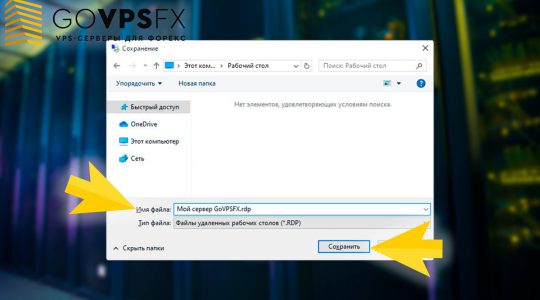 GOVPSFX
VPS-СЕРВЕРЫ ДЛЯ ФОРЕКС
Сохранение
Этот ком... > Рабочий стол
Поиск: Рабочий стол
Упорядочить
Новая папка
Быстрый доступ
Нет элементов, удовлетворяющих условиям поиска.
OneDrive
Этот компьютер
Сеть
Имя файла: Мой сервер GoVPSFX.rdp
Тип файла: Файлы удаленных рабочих столов (*.RDP)
Скрыть папки
Сохранить